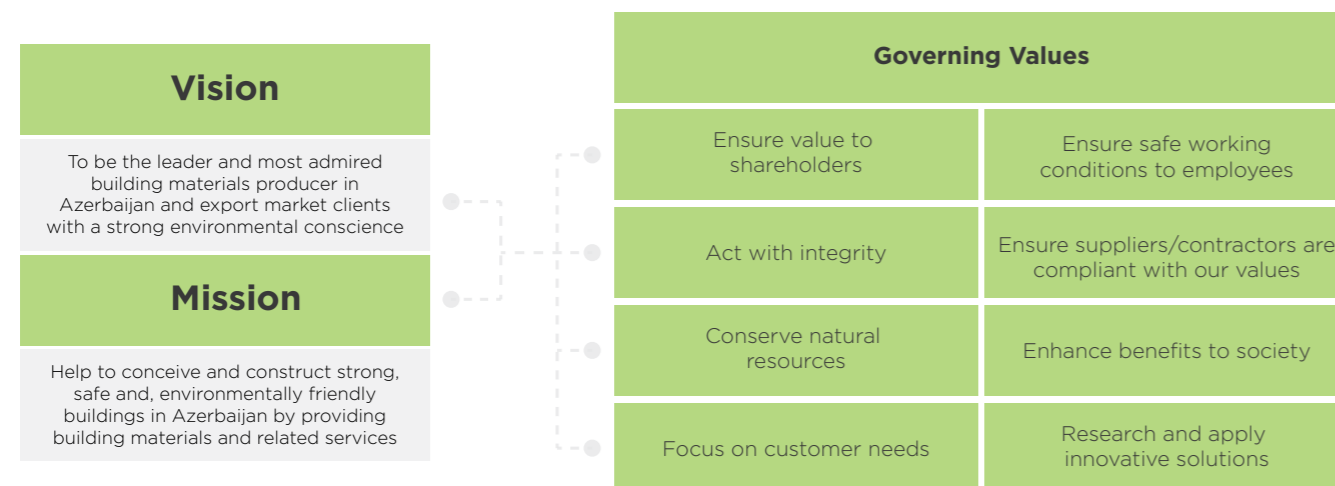 Vision
To be the leader and most admired
building materials producer in
Azerbaijan and export market clients
with a strong environmental conscience
Mission
Help to conceive and construct strong,
safe and, environmentally friendly
buildings in Azerbaijan by providing
building materials and related services
Governing Values
Ensure value to
shareholders
Ensure safe working
conditions to employees
Act with integrity
Ensure suppliers/contractors are
compliant with our values
Conserve natural
resources
Enhance benefits to society
Focus on customer needs
Research and apply
innovative solutions